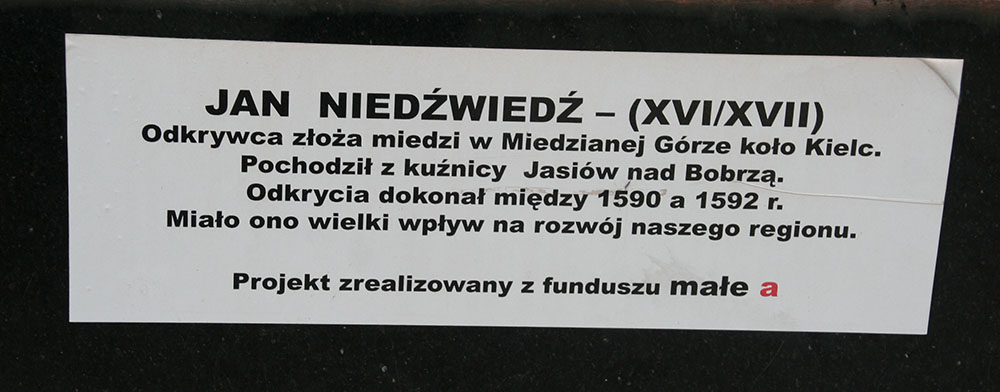 JAN NIEDŹWIEDŹ – (XVI/XVII)
Odkrywca złoża miedzi w Miedzianej Górze koło Kielc.
Pochodził z kuźnicy Jasiów nad Bobrzą.
Odkrycia dokonał między 1590 a 1592 r.
Miało ono wielki wpływ na rozwój naszego regionu.
Projekt zrealizowany z funduszu małe a